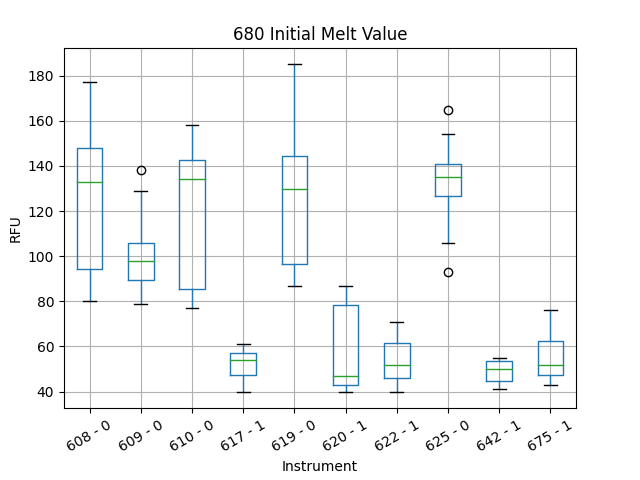 680 Initial Melt Value
RFU
180
160
140
120
100
80
60
40
608 - 0
609 - 0
610 - 0
617 - 1
619 - 0
620 - 1
622 - 1
625 - 0
642 - 1
675 - 1
Instrument